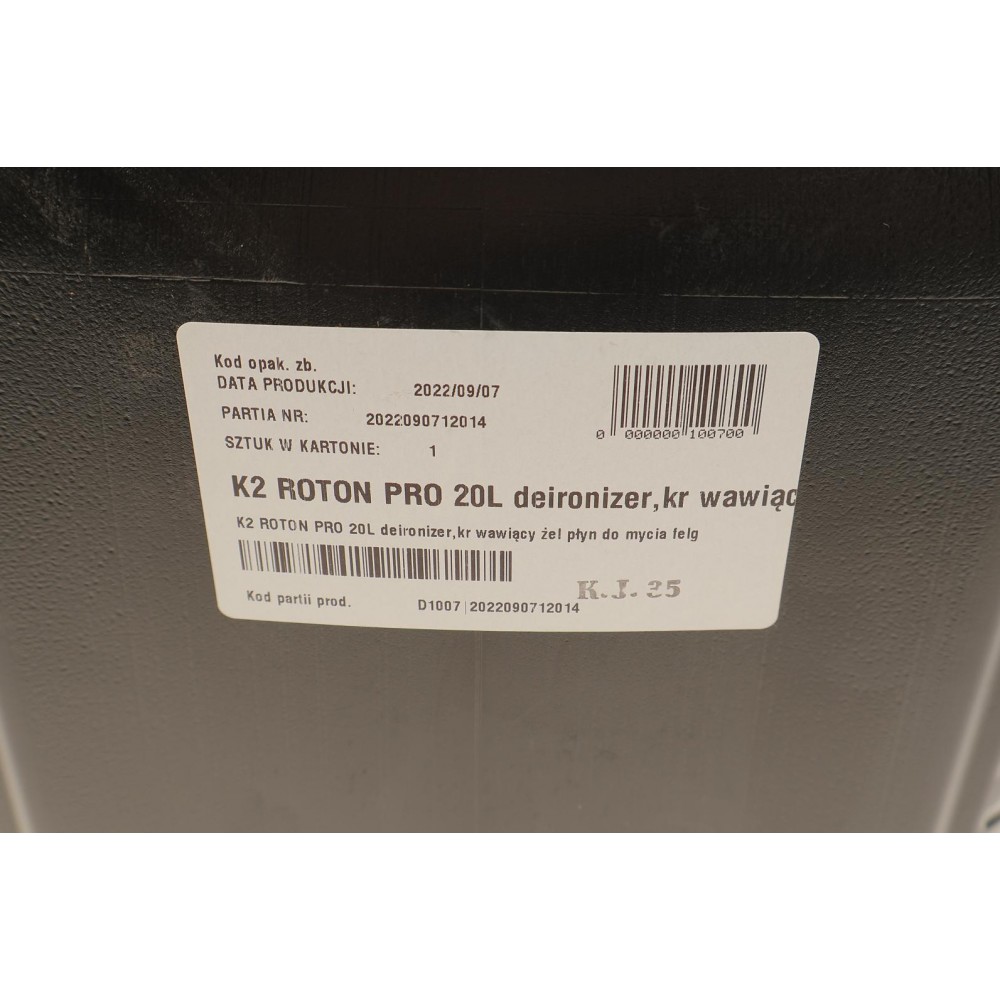 Kod opak. zb.
DATA PRODUKCJI: 2022/09/07
PARTIA NR: 2022090712014
SZTUK W KARTONIE: 1
0 000000 100700
K2 ROTON PRO 20L deironizer,kr wawiąc
K2 ROTON PRO 20L deironizer,kr wawiący żel płyn do mycia felg
K.J. 35
Kod partii prod. D1007 2022090712014